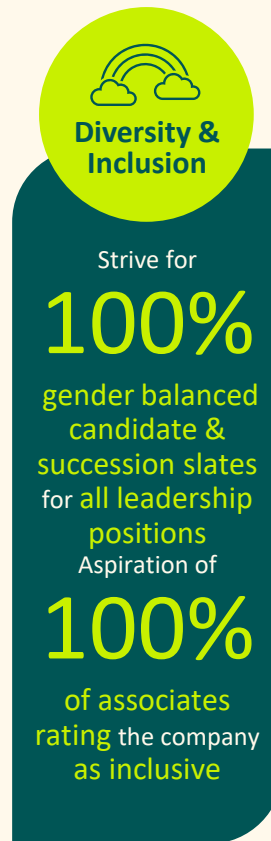 Diversity &
Inclusion
Strive for
100%
gender balanced
candidate &
succession slates
for all leadership
positions
Aspiration of
100%
of associates
rating the company
as inclusive